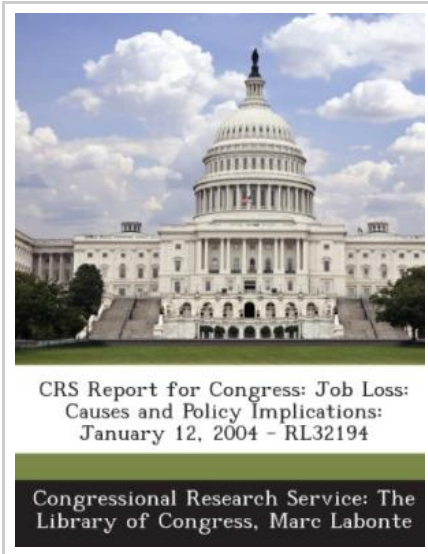 CRS Report for Congress: Job Loss:
Causes and Policy Implications:
January 12, 2004 - RL32194
Congressional Research Service: The
Library of Congress, Marc Labonte